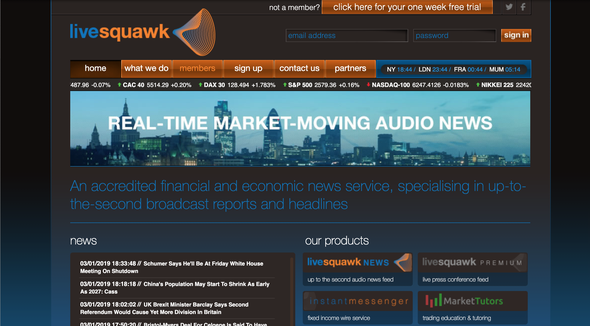 not a member? click here for your one week free trial
livesquawk
email address password sign in
home what we do members sign up contact us partners NY 18:44 / LDN 23:44 / FRA 00:44 / MUM 05:14
487.96 -0.07% CAC 40 5514.29 +0.20% DAX 30 128.494 +1.783% S&P 500 2579.36 +0.16% NASDAQ-100 6247.4126 -0.0183% NIKKEI 225
REAL-TIME MARKET-MOVING AUDIO NEWS
An accredited financial and economic news service, specialising in up-to-
the-second broadcast reports and headlines
news our products
03/01/2019 18:33:48 // Schumer Says He'll Be At Friday White House
Meeting On Shutdown
03/01/2019 18:18:18 // China's Population May Start To Shrink As Early
As 2027: Cass
03/01/2019 18:02:02 // UK Brexit Minister Barclay Says Second
Referendum Would Cause Yet More Division in Britain
03/01/2019 17:50:20 // Bristol-Myers Deal For Celgene Is Said To Have
livesquawk NEWS
up to the second audio news feed
livesquawk PREMIUM
live press conference feed
instantmessenger
fixed income wire service
MarketTutors
trading education & tutoring